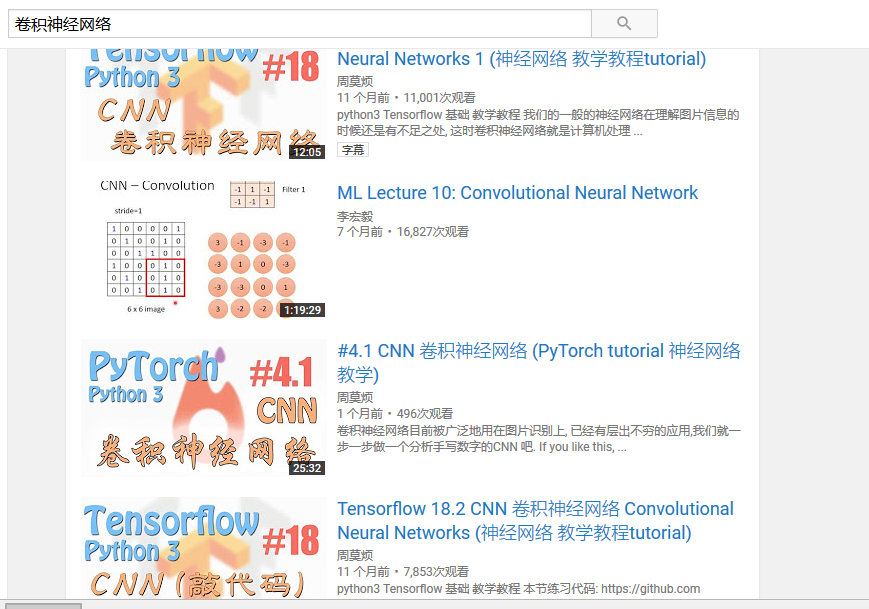 卷积神经网络
Tensorflow
Python 3
#18
CNN
卷积神经网络
12:05
Neural Networks 1 (神经网络 教学教程tutorial)
周莫烦
11 个月前 • 11,001次观看
python3 Tensorflow 基础 教学教程 我们的一般的神经网络在理解图片信息的
时候还是有不足之处, 这时卷积神经网络就是计算机处理 ...
字幕
CNN – Convolution
-1 1 -1
Filter 1
-1 -1 1
stride=1
1 0 0 0 0 1
0 1 0 0 1 0
0 0 1 1 0 0
1 0 0 0 1 0
0 1 0 0 1 0
0 0 1 0 1 0
3 -1 -3 -1
-3 1 0 -3
-3 -3 0 1
3 -2 -2
6 x 6 image
1:19:29
ML Lecture 10: Convolutional Neural Network
李宏毅
7 个月前 • 16,827次观看
PyTorch
Python 3
#4.1
CNN
卷积神经网络
25:32
#4.1 CNN 卷积神经网络 (PyTorch tutorial 神经网络
教学)
周莫烦
1 个月前 • 496次观看
卷积神经网络目前被广泛地用在图片识别上, 已经有层出不穷的应用,我们就一
步一步做一个分析手写数字的CNN 吧. If you like this, ...
Tensorflow
Python 3
#18
CNN (敲代码)
Tensorflow 18.2 CNN 卷积神经网络 Convolutional
Neural Networks (神经网络 教学教程tutorial)
周莫烦
11 个月前 • 7,853次观看
python3 Tensorflow 基础 教学教程 本节练习代码: https://github.com